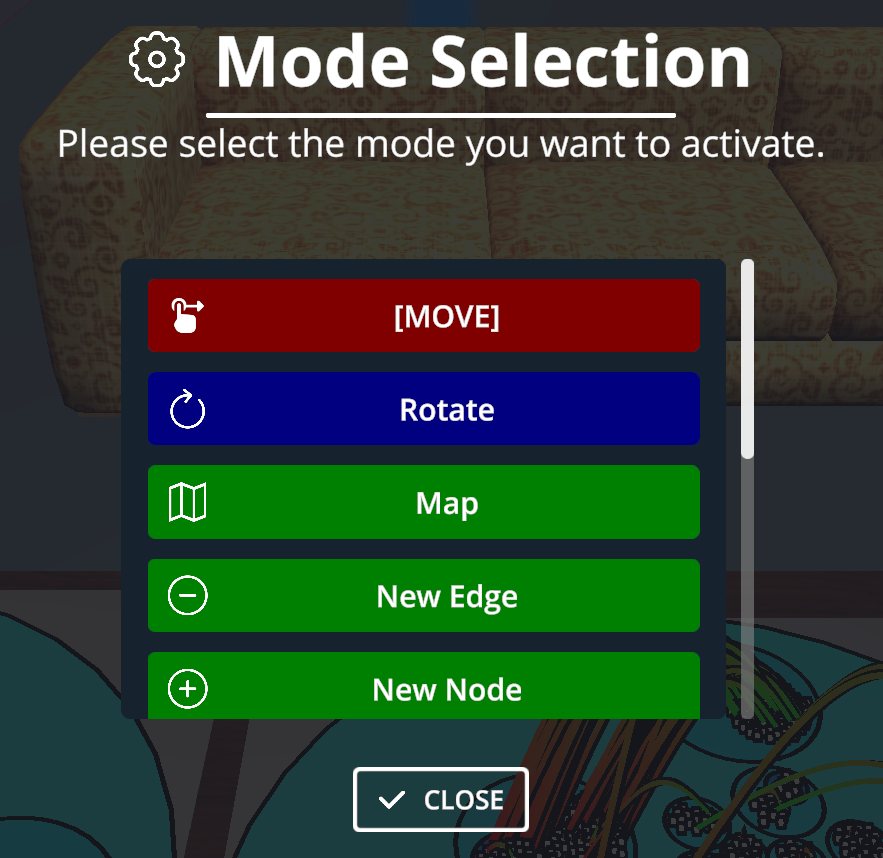 Mode Selection
Please select the mode you want to activate.
[MOVE]
Rotate
Map
New Edge
New Node
CLOSE